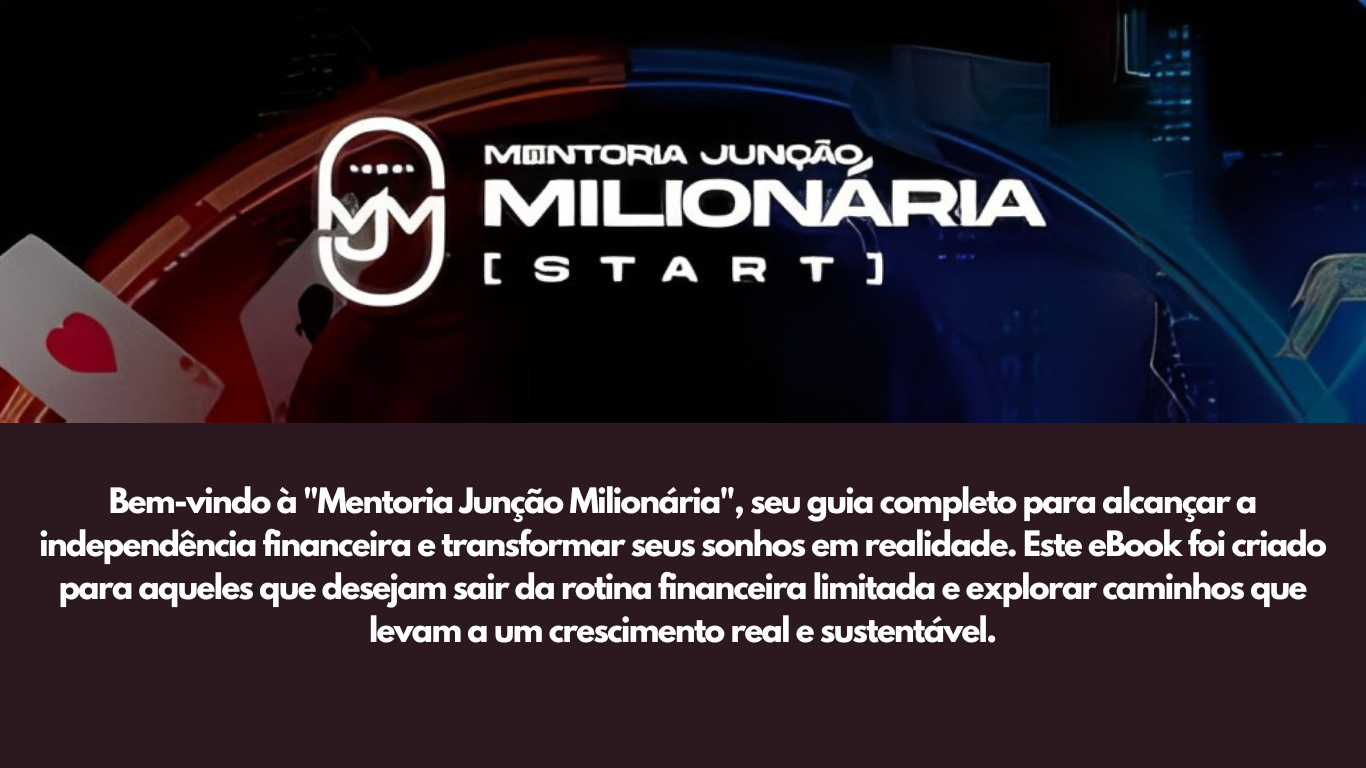 MENTORIA JUNÇÃO
MILIONÁRIA
[ START ]
MJM
Bem-vindo à "Mentoria Junção Milionária", seu guia completo para alcançar a
independência financeira e transformar seus sonhos em realidade. Este eBook foi criado
para aqueles que desejam sair da rotina financeira limitada e explorar caminhos que
levam a um crescimento real e sustentável.